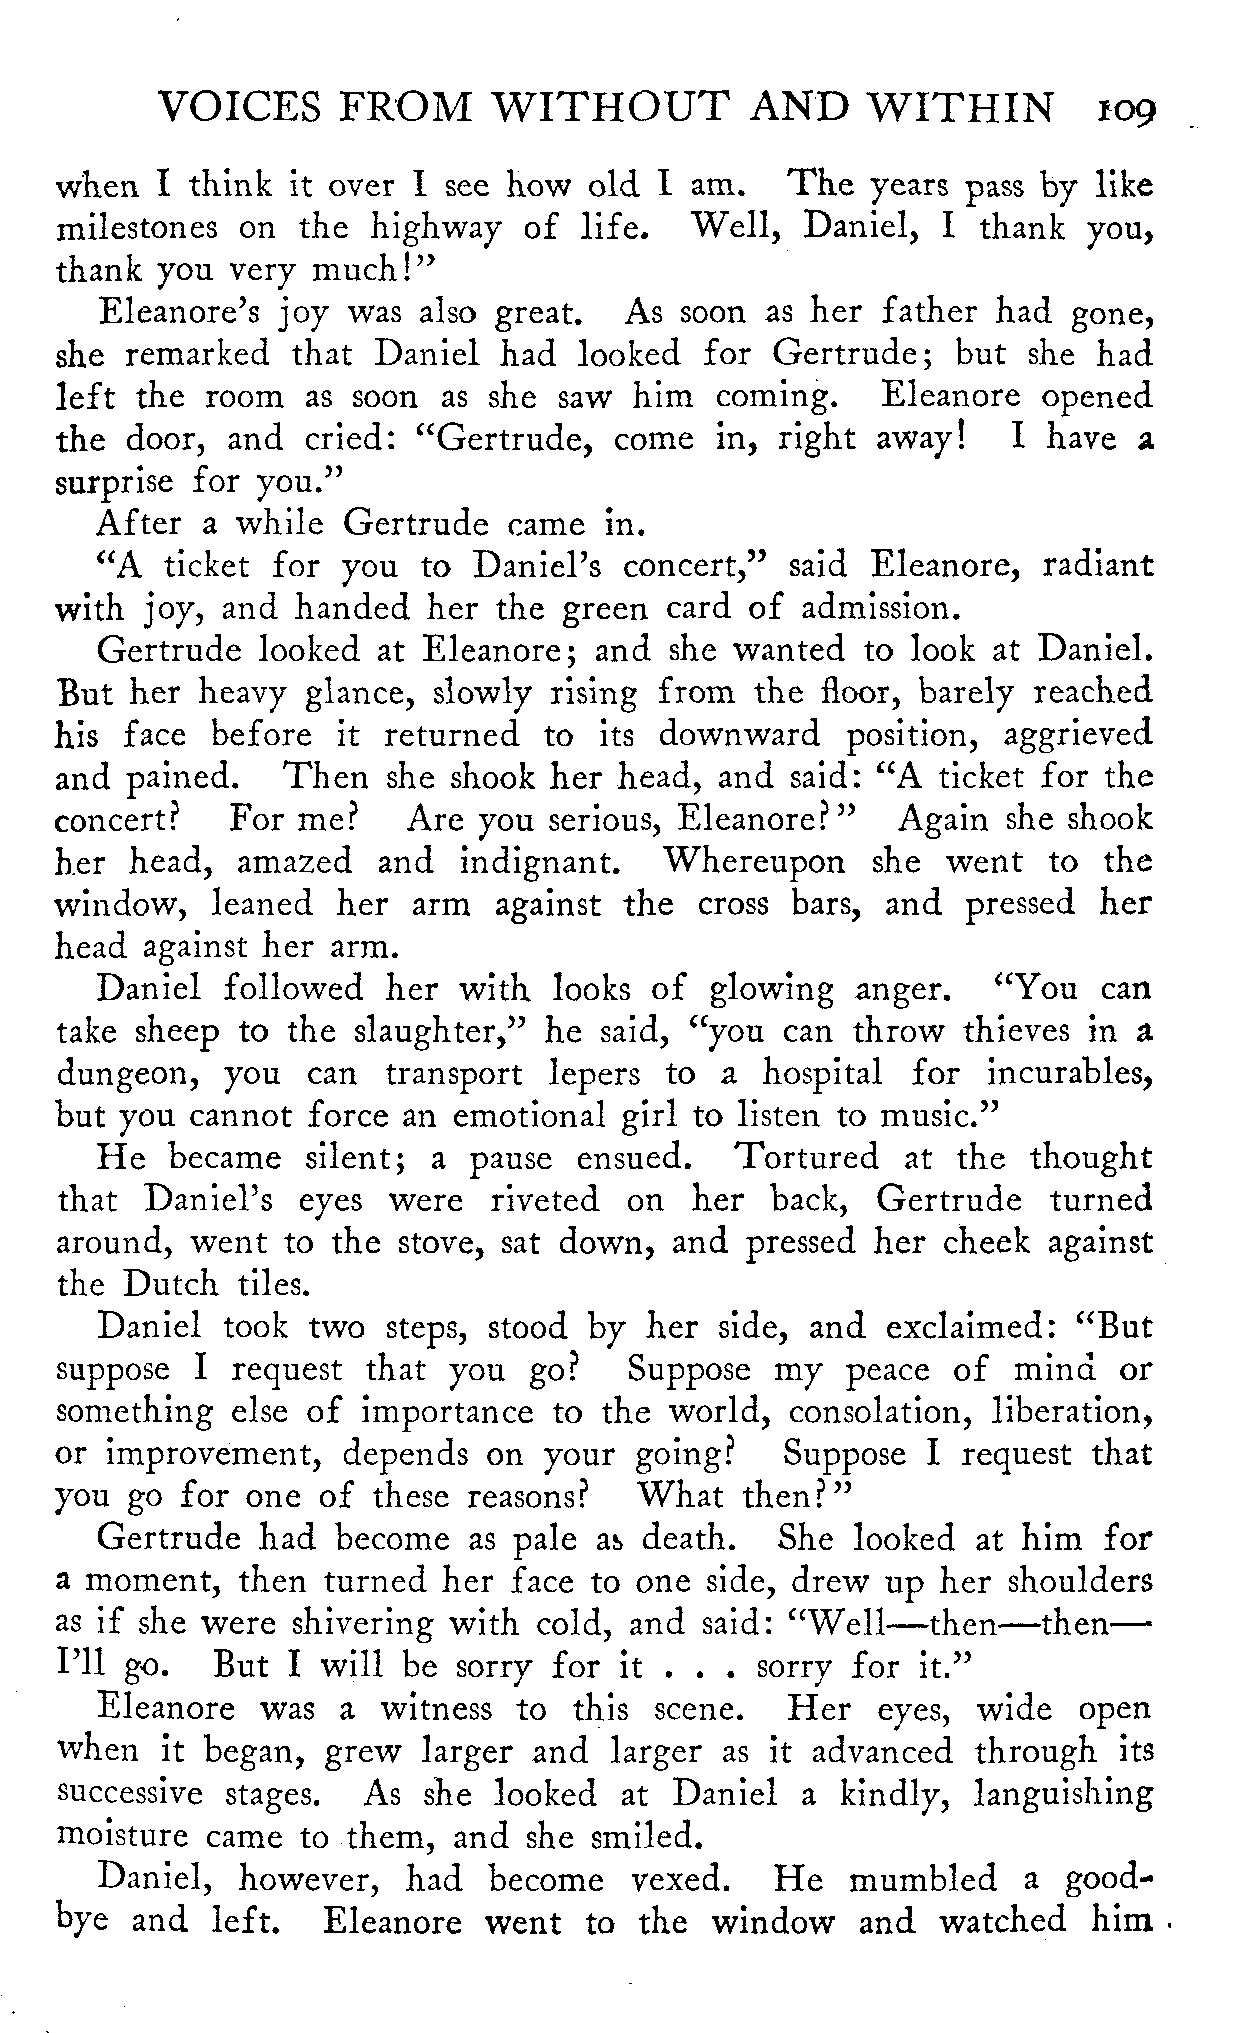 VOICES FROM WITHOUT AND WITHIN 109
when I think it over I see how old I am. The years pass by like
milestones on the highway of life. Well, Daniel, I thank you,
thank you very much!"
Eleanore's joy was also great. As soon as her father had gone,
she remarked that Daniel had looked for Gertrude; but she had
left the room as soon as she saw him coming. Eleanore opened
the door, and cried: "Gertrude, come in, right away! I have a
surprise for you."
After a while Gertrude came in.
"A ticket for you to Daniel's concert," said Eleanore, radiant
with joy, and handed her the green card of admission.
Gertrude looked at Eleanore; and she wanted to look at Daniel.
But her heavy glance, slowly rising from the floor, barely reached
his face before it returned to its downward position, aggrieved
and pained. Then she shook her head, and said: "A ticket for the
concert? For me? Are you serious, Eleanore?" Again she shook
her head, amazed and indignant. Whereupon she went to the
window, leaned her arm against the cross bars, and pressed her
head against her arm.
Daniel followed her with looks of glowing anger. "You can
take sheep to the slaughter," he said, "you can throw thieves in a
dungeon, you can transport lepers to a hospital for incurables,
but you cannot force an emotional girl to listen to music."
He became silent; a pause ensued. Tortured at the thought
that Daniel's eyes were riveted on her back, Gertrude turned
around, went to the stove, sat down, and pressed her cheek against
the Dutch tiles.
Daniel took two steps, stood by her side, and exclaimed: "But
suppose I request that you go? Suppose my peace of mind or
something else of importance to the world, consolation, liberation,
or improvement, depends on your going? Suppose I request that
you go for one of these reasons? What then?"
Gertrude had become as pale as death. She looked at him for
a moment, then turned her face to one side, drew up her shoulders
as if she were shivering with cold, and said: "Well—then—then—
I'll go. But I will be sorry for it . . . sorry for it."
Eleanore was a witness to this scene. Her eyes, wide open
when it began, grew larger and larger as it advanced through its
successive stages. As she looked at Daniel a kindly, languishing
moisture came to them, and she smiled.
Daniel, however, had become vexed. He mumbled a good-
bye and left. Eleanore went to the window and watched him